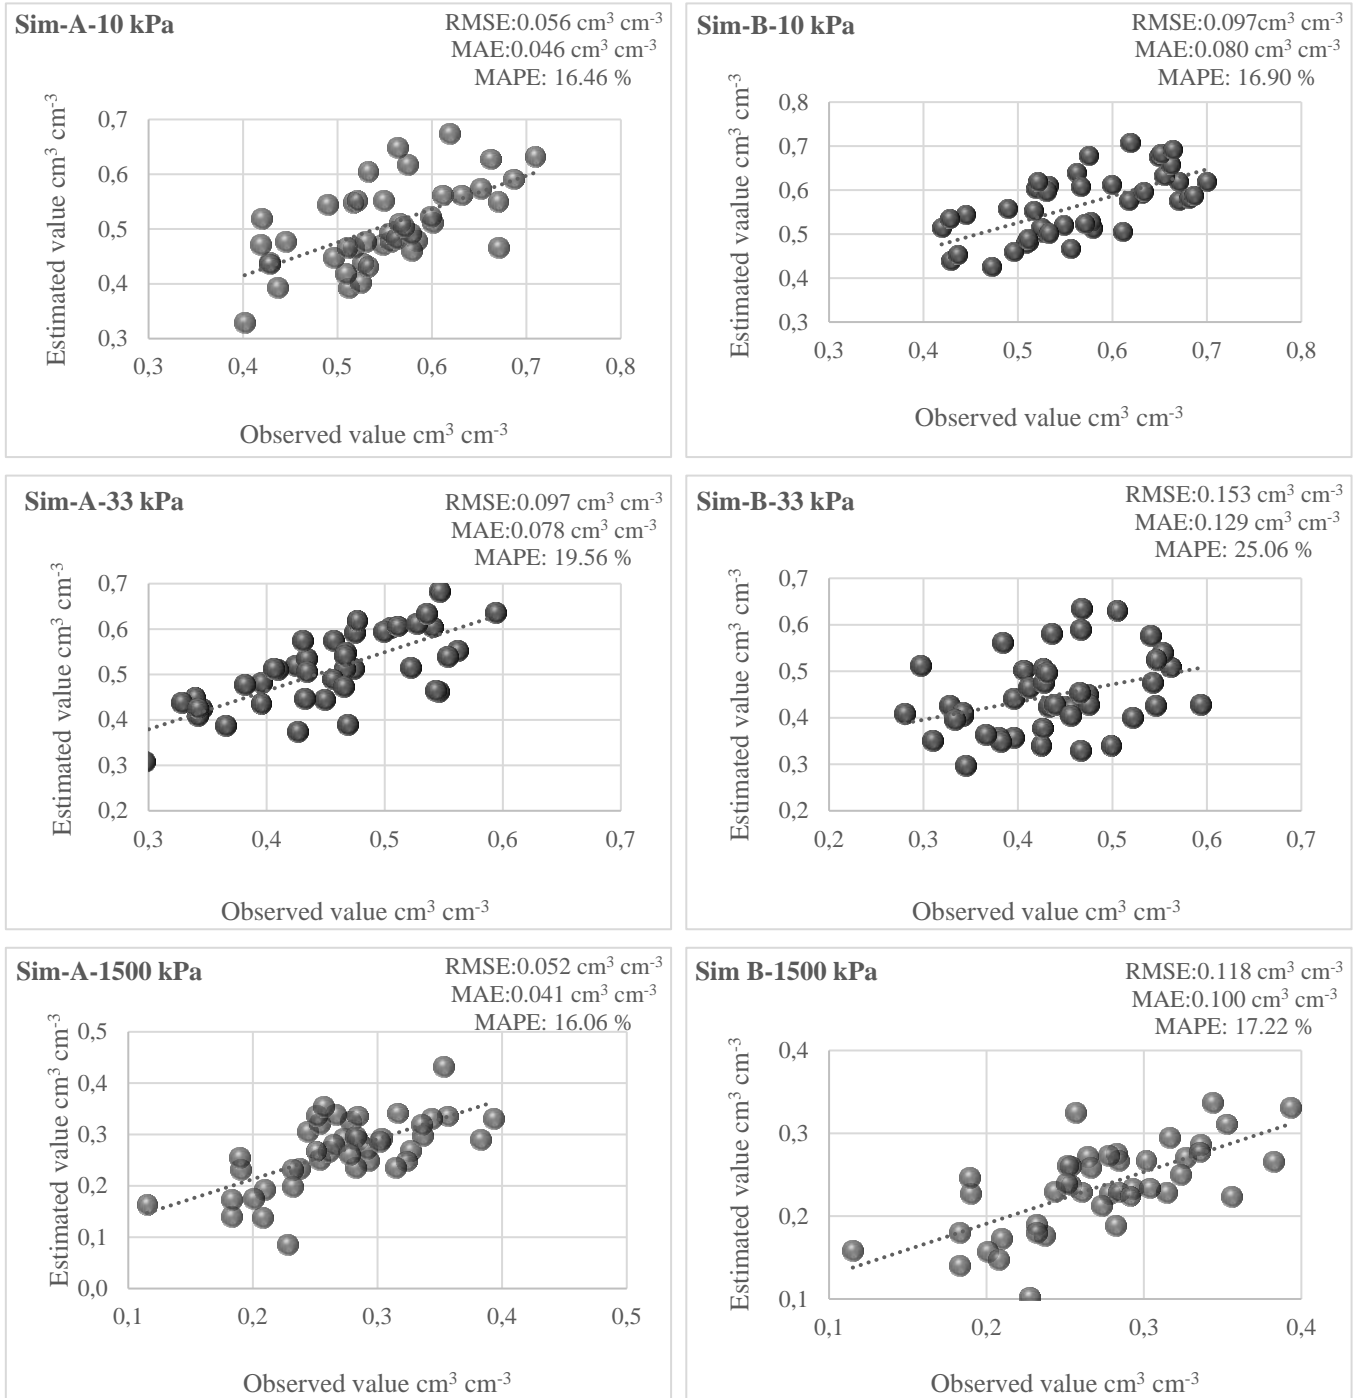 Sim-A-10 kPa
RMSE:0.056 cm³ cm⁻³
MAE:0.046 cm³ cm⁻³
MAPE: 16.46 %
Estimated value cm³ cm⁻³
0,7
0,6
0,5
0,4
0,3
0,3 0,4 0,5 0,6 0,7 0,8
Observed value cm³ cm⁻³
Sim-B-10 kPa
RMSE:0.097cm³ cm⁻³
MAE:0.080 cm³ cm⁻³
MAPE: 16.90 %
Estimated vaalue cm³ cm⁻³
0,8
0,7
0,6
0,5
0,4
0,3
0,3 0,4 0,5 0,6 0,7 0,8
Observed value cm³ cm⁻³
Sim-A-33 kPa
RMSE:0.097 cm³ cm⁻³
MAE:0.078 cm³ cm⁻³
MAPE: 19.56 %
Estimated value cm³ cm⁻³
0,7
0,6
0,5
0,4
0,3
0,2
0,3 0,4 0,5 0,6 0,7
Observed value cm³ cm⁻³
Sim-B-33 kPa
RMSE:0.153 cm³ cm⁻³
MAE:0.129 cm³ cm⁻³
MAPE: 25.06 %
Estimated value cm³ cm⁻³
0,7
0,6
0,5
0,4
0,3
0,2
0,2 0,3 0,4 0,5 0,6 0,7
Observed value cm³ cm⁻³
Sim-A-1500 kPa
RMSE:0.052 cm³ cm⁻³
MAE:0.041 cm³ cm⁻³
MAPE: 16.06 %
Estimated value cm³ cm⁻³
0,5
0,4
0,3
0,2
0,1
0,0
0,1 0,2 0,3 0,4 0,5
Observed value cm³ cm⁻³
Sim B-1500 kPa
RMSE:0.118 cm³ cm⁻³
MAE:0.100 cm³ cm⁻³
MAPE: 17.22 %
Estimated value cm³ cm⁻³
0,4
0,3
0,2
0,1
0,1 0,2 0,3 0,4
Observed value cm³ cm⁻³